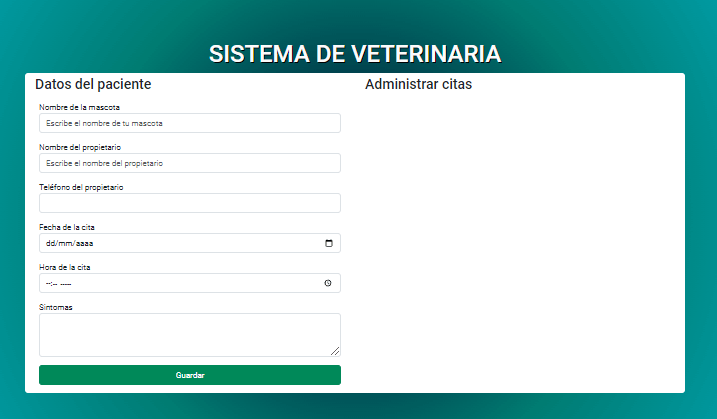 SISTEMA DE VETERINARIA
Datos del paciente
Nombre de la mascota
Escribe el nombre de tu mascota
Nombre del propietario
Escribe el nombre del propietario
Teléfono del propietario
Fecha de la cita
dd/mm/aaaa
Hora de la cita
--:-- -----
Síntomas
Guardar
Administrar citas